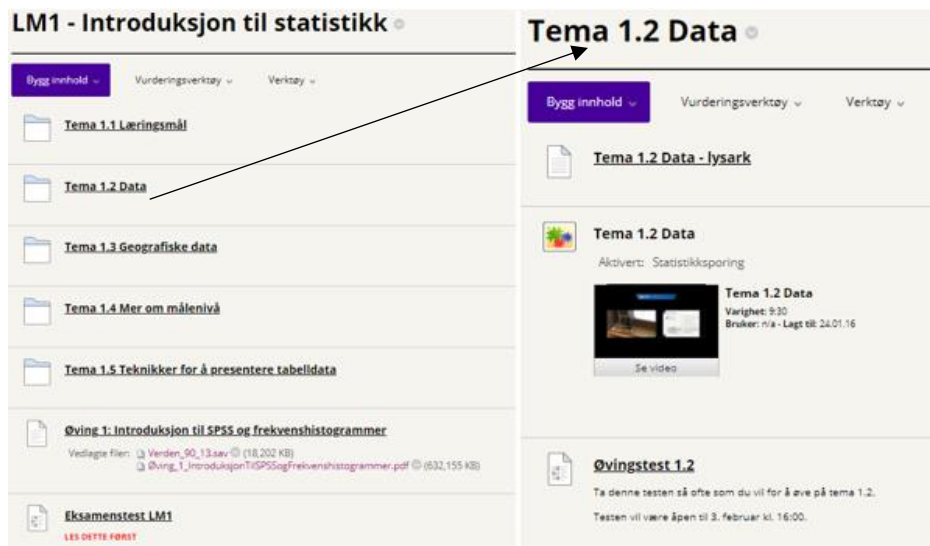 LM1 - Introduksjon til statistikk
Bygg innhold Vurderingsverktøy Verktøy
Tema 1.1 Læringsmål
Tema 1.2 Data
Tema 1.3 Geografiske data
Tema 1.4 Mer om målenivå
Tema 1.5 Teknikker for å presentere tabelldata
Øving 1: Introduksjon til SPSS og frekvenshistogrammer
Vedlagte filer: Verden_90_13.sav (18,202 KB)
Øving_1_IntroduksjonTilSPSSogFrekvenshistogrammer.pdf (632,155 KB)
Eksamenstest LM1
LES DETTE FØRST
Tema 1.2 Data
Bygg innhold Vurderingsverktøy Verktøy
Tema 1.2 Data - lysark
Tema 1.2 Data
Aktivert: Statistikksporing
Tema 1.2 Data
Varighet: 9:30
Bruker: n/a - Lagt til: 24.01.16
Se video
Øvingstest 1.2
Ta denne testen så ofte som du vil for å øve på tema 1.2.
Testen vil være åpen til 3. februar kl. 16:00.